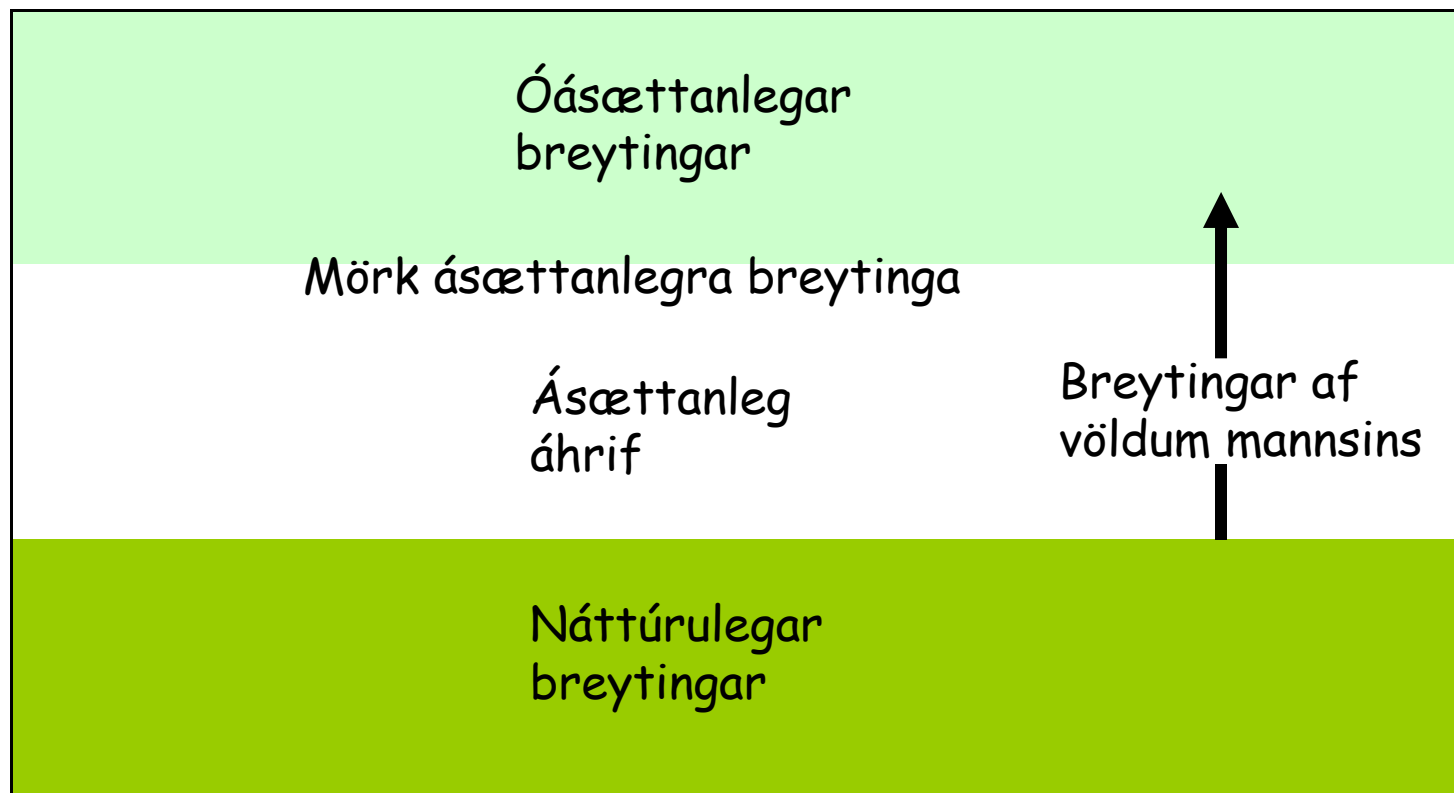 Óásættanlegar
breytingar
Mörk ásættanlegra breytinga
Ásættanleg
áhrif
Breytingar af
völdum mannsins
Náttúrulegar
breytingar